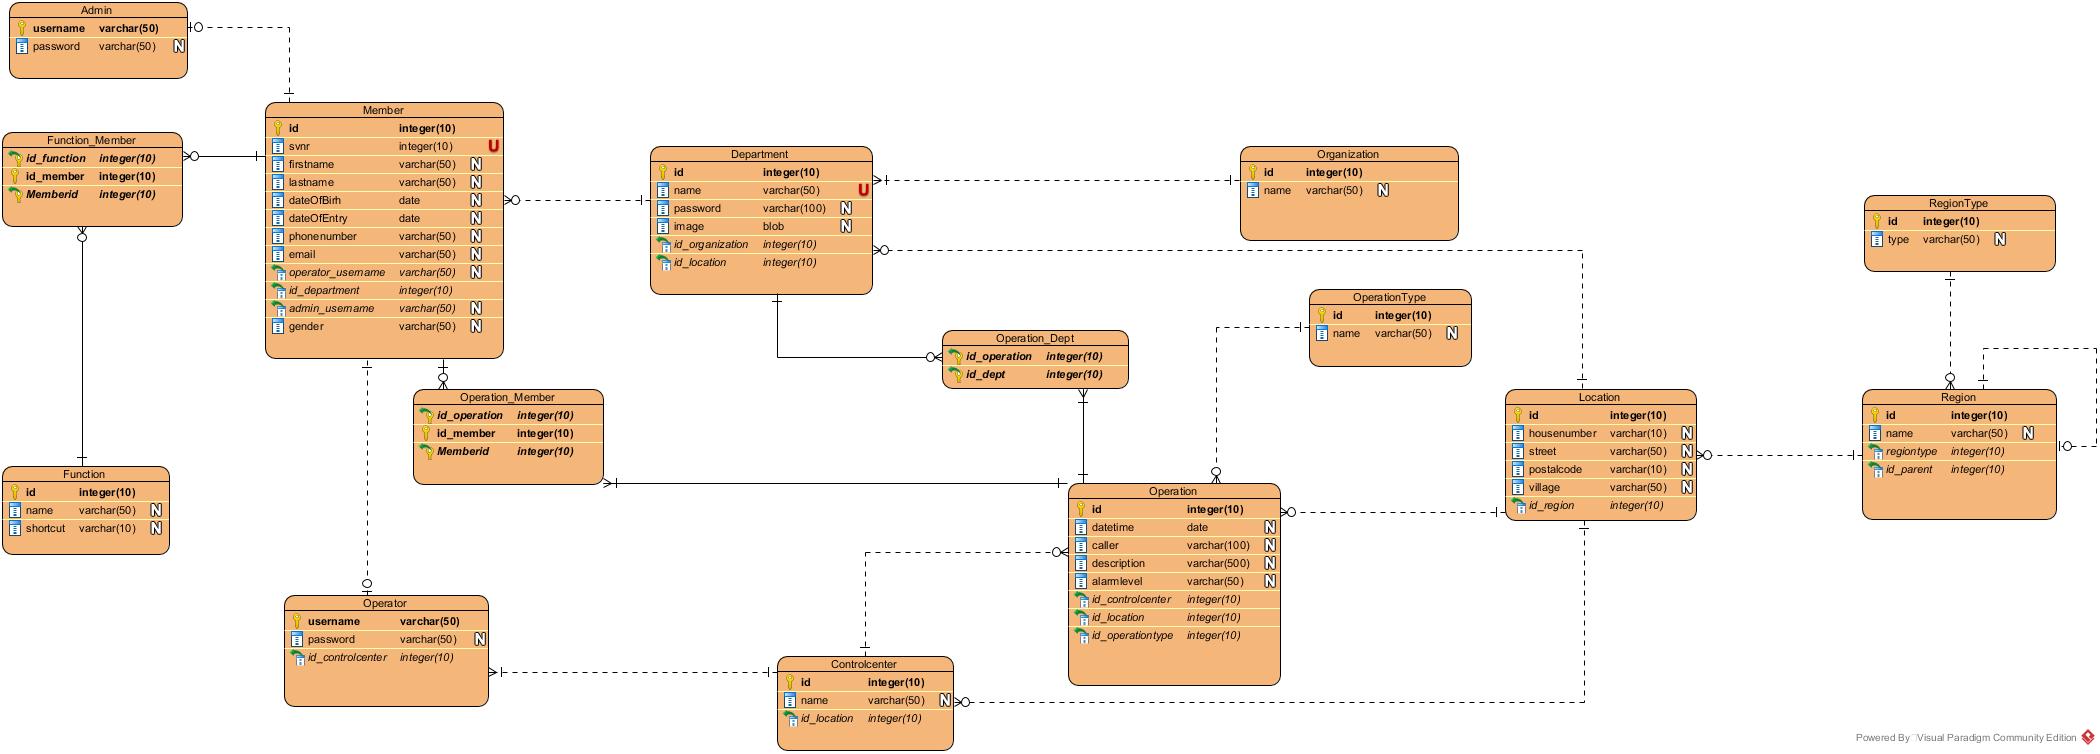 Admin
username varchar(50)
password varchar(50) N
Function_Member
id_function integer(10)
id_member integer(10)
Memberid integer(10)
Function
id integer(10)
name varchar(50) N
shortcut varchar(10) N
Member
id integer(10)
svnr integer(10) U
firstname varchar(50) N
lastname varchar(50) N
dateOfBirh date N
dateOfEntry date N
phonenumber varchar(50) N
email varchar(50) N
operator_username varchar(50) N
id_department integer(10)
admin_username varchar(50) N
gender varchar(50) N
Operation_Member
id_operation integer(10)
id_member integer(10)
Memberid integer(10)
Operator
username varchar(50)
password varchar(50) N
id_controlcenter integer(10)
Department
id integer(10)
name varchar(50) U
password varchar(100) N
image blob N
id_organization integer(10)
id_location integer(10)
Operation_Dept
id_operation integer(10)
id_dept integer(10)
Controlcenter
id integer(10)
name varchar(50) N
id_location integer(10)
Organization
id integer(10)
name varchar(50) N
OperationType
id integer(10)
name varchar(50) N
Operation
id integer(10)
datetime date N
caller varchar(100) N
description varchar(500) N
alarmlevel varchar(50) N
id_controlcenter integer(10)
id_location integer(10)
id_operationtype integer(10)
Location
id integer(10)
housenumber varchar(10) N
street varchar(50) N
postalcode varchar(10) N
village varchar(50) N
id_region integer(10)
RegionType
id integer(10)
type varchar(50) N
Region
id integer(10)
name varchar(50) N
regiontype integer(10)
id_parent integer(10)
Powered By Visual Paradigm Community Edition